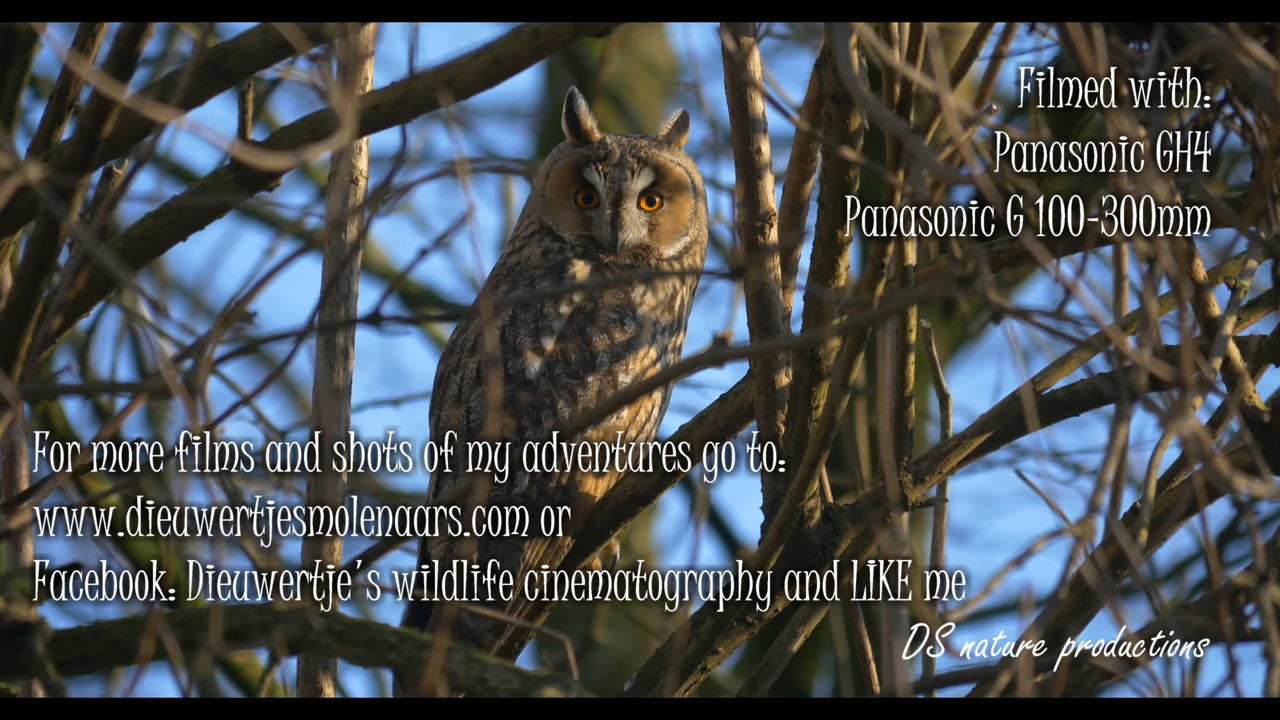 Filmed with:
Panasonic GH4
Panasonic G 100-300mm
For more films and shots of my adventures go to:
www.dieuwertjesmolenaars.com or
Facebook: Dieuwertje's wildlife cinematography and LIKE me
DS nature productions